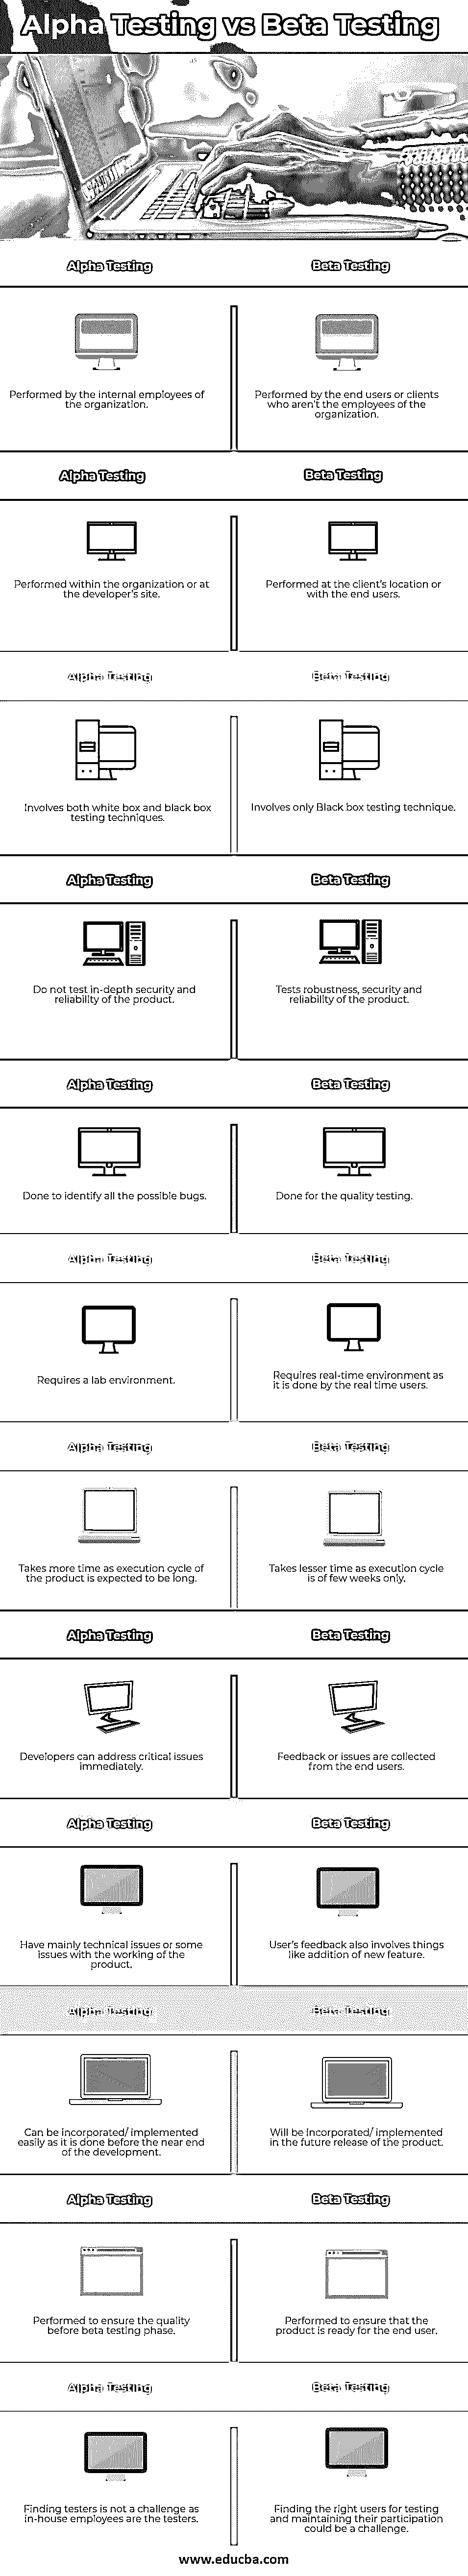 Alpha Testing vs Beta Testing
Alpha Testing
Beta Testing
Performed by the internal employees of
the organization.
Performed by the end users or clients
who aren't the employees of the
organization.
Alpha Testing
Beta Testing
Performed within the organization or at
the developer's site.
Performed at the client's location or
with the end users.
Alpha Testing
Beta Testing
Involves both white box and black box
testing techniques.
Involves only Black box testing technique.
Alpha Testing
Beta Testing
Do not test in-depth security and
reliability of the product.
Tests robustness, security and
reliability of the product.
Alpha Testing
Beta Testing
Done to identify all the possible bugs.
Done for the quality testing.
Alpha Testing
Beta Testing
Requires a lab environment.
Requires real-time environment as
it is done by the real time users.
Alpha Testing
Beta Testing
Takes more time as execution cycle of
the product is expected to be long.
Takes lesser time as execution cycle
is of few weeks only.
Alpha Testing
Beta Testing
Developers can address critical issues
immediately.
Feedback or issues are collected
from the end users.
Alpha Testing
Beta Testing
Have mainly technical issues or some
issues with the working of the
product.
User's feedback also involves things
like addition of new feature.
Alpha Testing
Beta Testing
Can be incorporated/ implemented
easily as it is done before the near end
of the development.
Will be incorporated/ implemented
in the future release of the product.
Alpha Testing
Beta Testing
Performed to ensure the quality
before beta testing phase.
Performed to ensure that the
product is ready for the end user.
Alpha Testing
Beta Testing
Finding testers is not a challenge as
in-house employees are the testers.
Finding the right users for testing
and maintaining their participation
could be a challenge.
www.educba.com